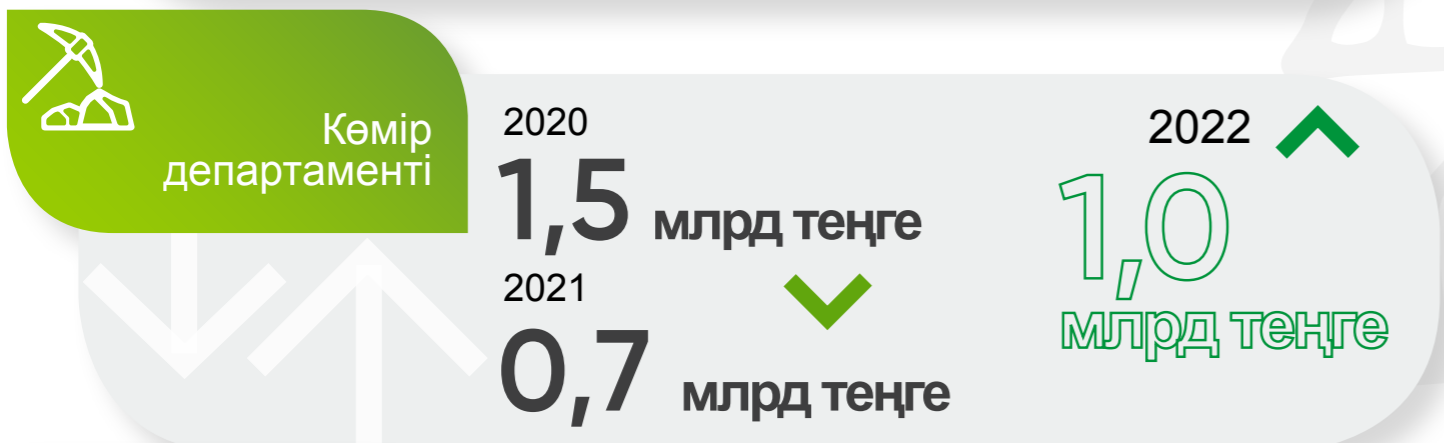 Көмір
департаменті
2020
1,5 млрд теңге
2021
0,7 млрд теңге
2022
1,0
млрд теңге